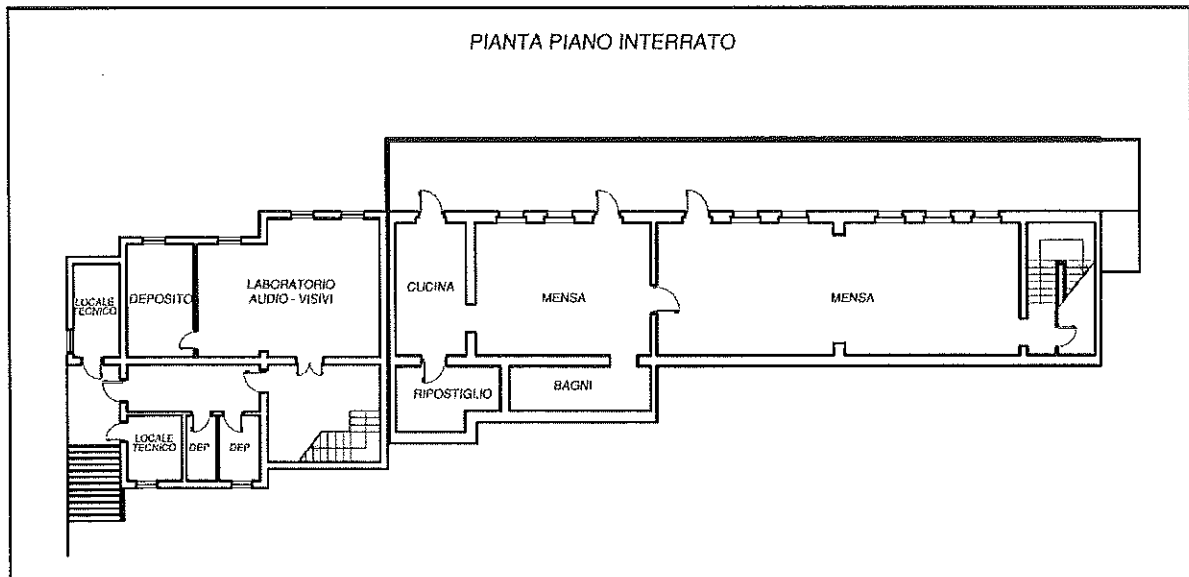 PIANTA PIANO INTERRATO
LOCALE
TECNICO
DEPOSITO
LABORATORIO
AUDIO - VISIVI
CUCINA
MENSA
MENSA
RIPOSTIGLIO
BAGNI
LOCALE
TECNICO
DEP
DEP